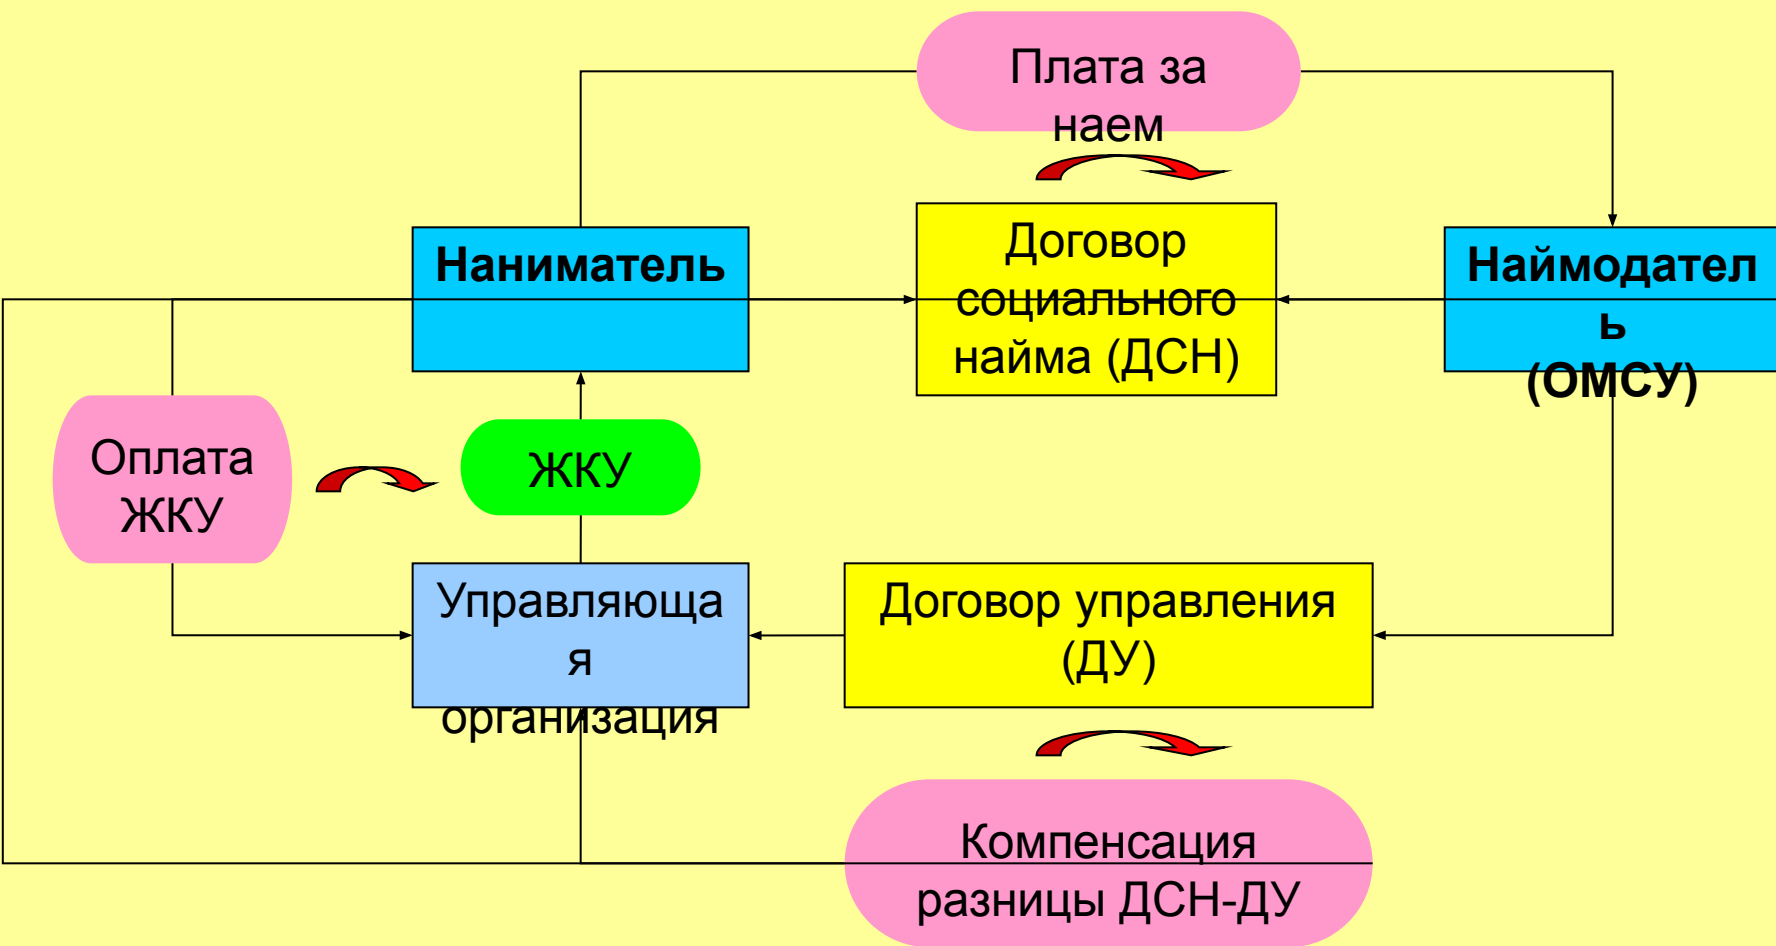 Плата за
наем
Наниматель
Договор
социального
найма (ДСН)
Наймодател
ь
(ОМСУ)
Оплата
ЖКУ
ЖКУ
Управляюща
я
организация
Договор управления
(ДУ)
Компенсация
разницы ДСН-ДУ